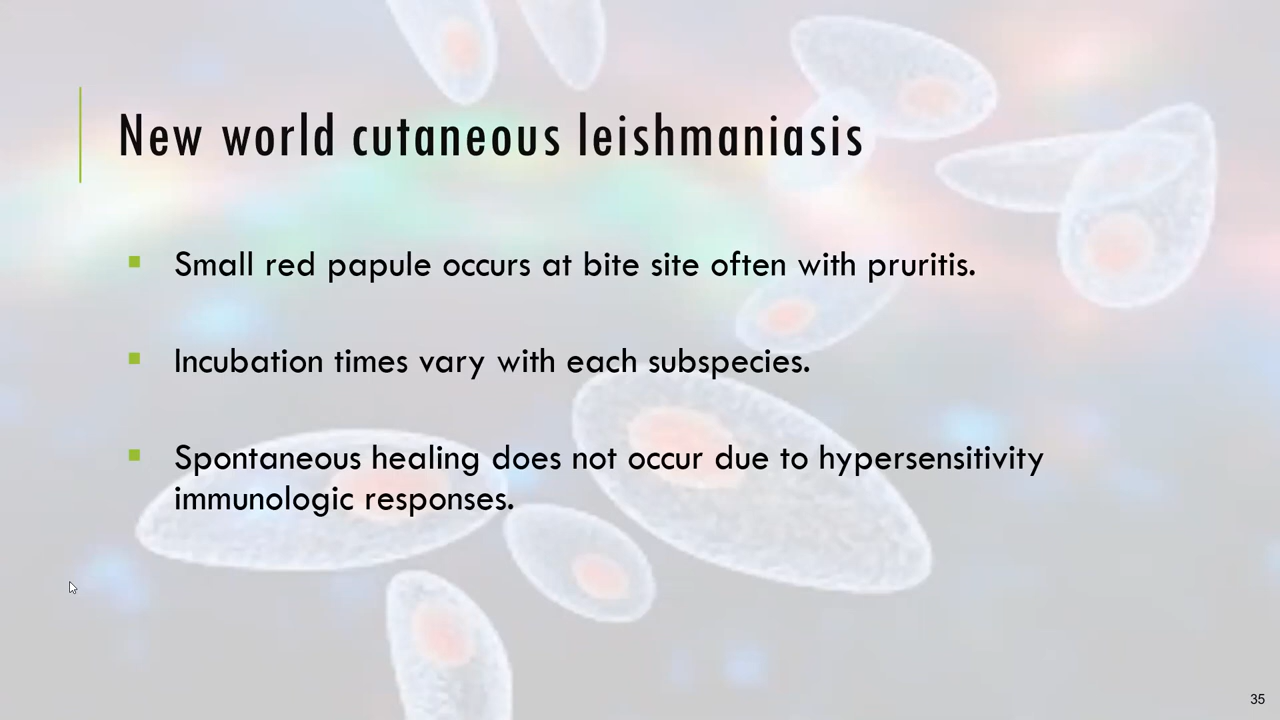 New world cutaneous leishmaniasis
Small red papule occurs at bite site often with pruritis.
Incubation times vary with each subspecies.
Spontaneous healing does not occur due to hypersensitivity
immunologic responses.
35